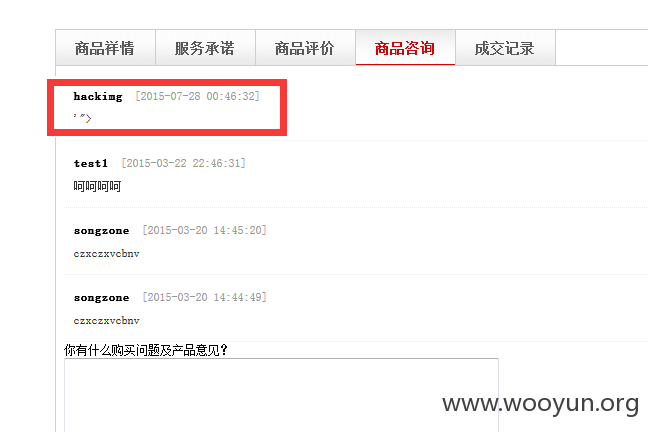 商品祥情 服务承诺 商品评价 商品咨询 成交记录
hackimg [2015-07-28 00:46:32]
'">
test1 [2015-03-22 22:46:31]
呵呵呵呵
songzone [2015-03-20 14:45:20]
czxczxvcbnv
songzone [2015-03-20 14:44:49]
czxczxvcbnv
你有什么购买问题及产品意见？
www.wooyun.org